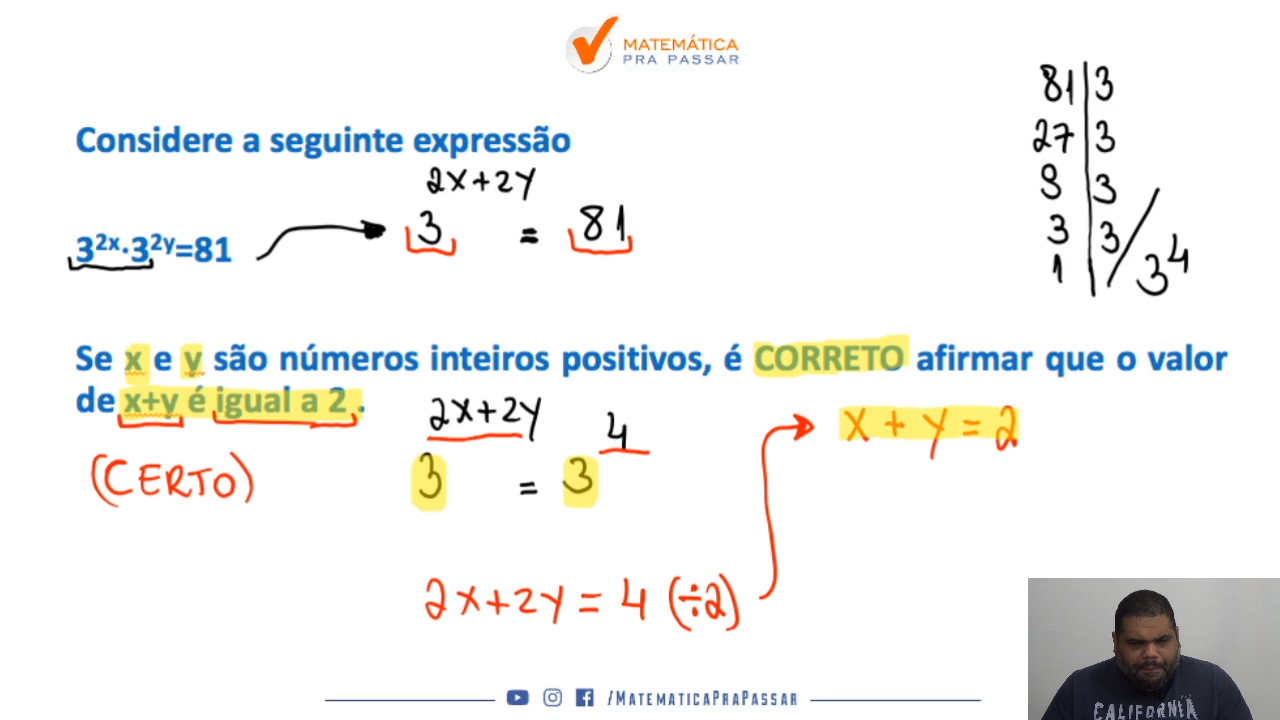 MATEMÁTICA
PRA PASSAR
Considere a seguinte expressão
3²ˣ·3²ʸ=81
2x+2y
3 = 81
81 | 3
27 | 3
9 | 3
3 | 3
1 | 3⁴
Se x e y são números inteiros positivos, é CORRETO afirmar que o valor
de x+y é igual a 2 .
(CERTO)
2x+2y 4
3 = 3
2x+2y = 4 (÷2)
x + y = 2
/MATEMATICAPRAPASSAR
CALIFORNIA